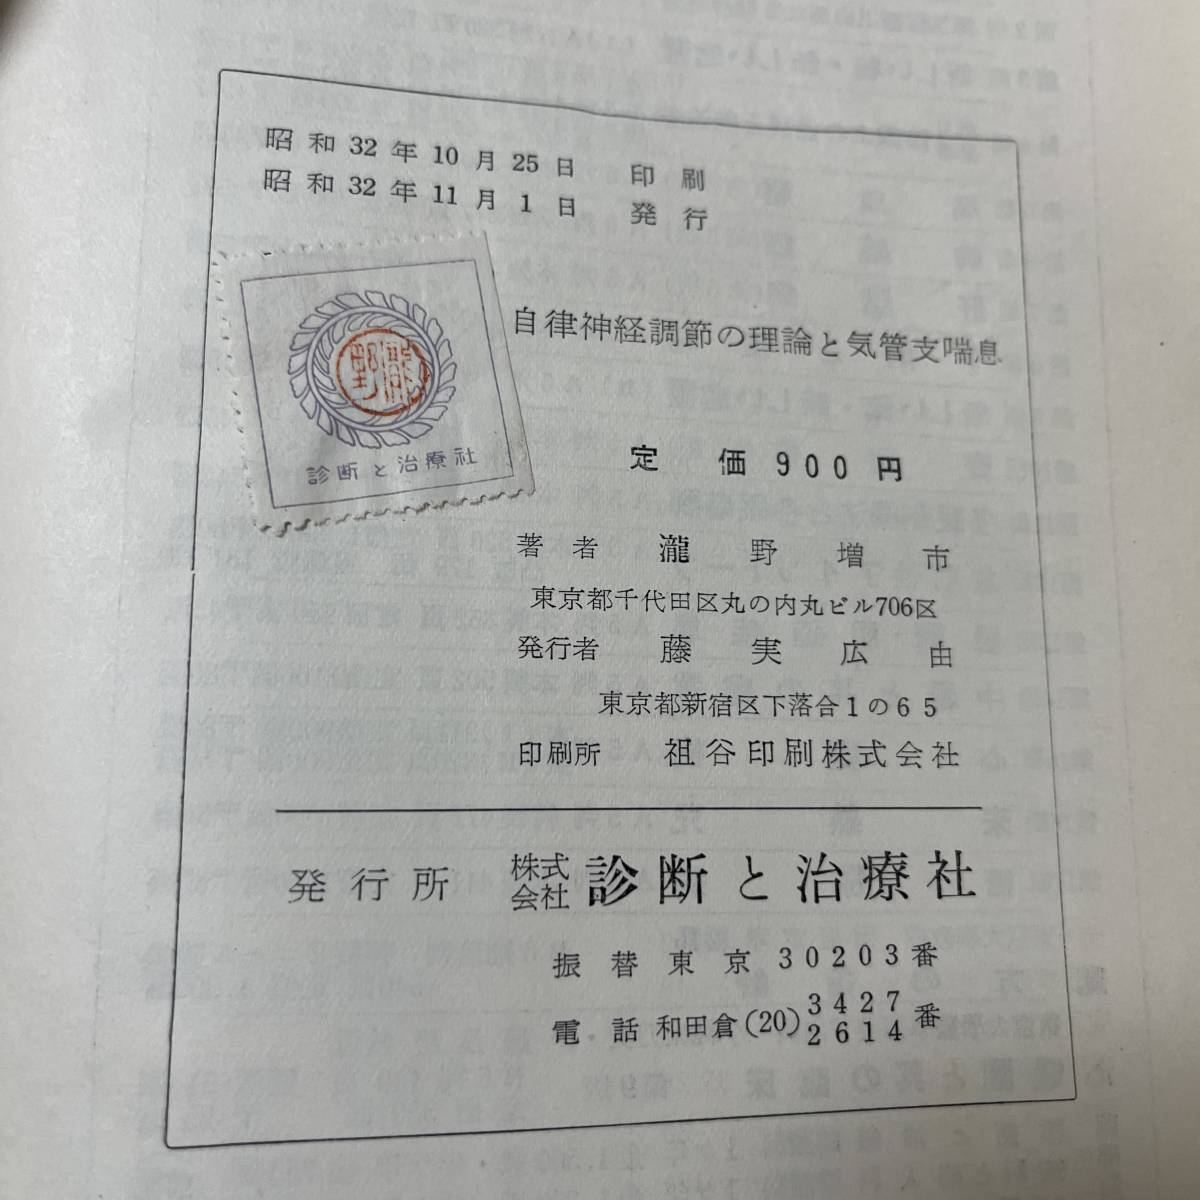 昭和32年10月25日 印刷
昭和32年11月1日 発行
瀧野
診断と治療社
自律神経調節の理論と気管支喘息
定価900円
著者 瀧野増市
東京都千代田区丸の内丸ビル706区
発行者 藤実広由
東京都新宿区下落合1の65
印刷所 祖谷印刷株式会社
発行所 株式会社 診断と治療社
振替東京30203番
電話 和田倉(20)3427 2614番